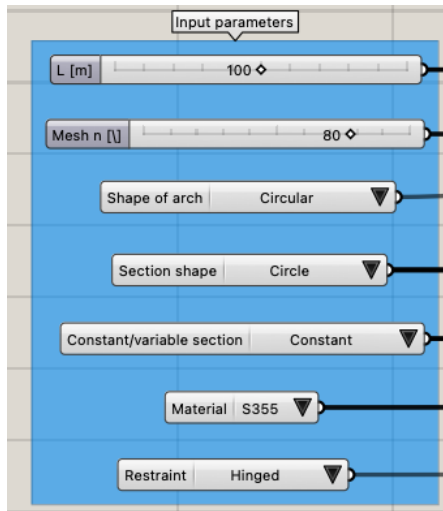 Input parameters
L [m] 100
Mesh n [\] 80
Shape of arch Circular
Section shape Circle
Constant/variable section Constant
Material S355
Restraint Hinged